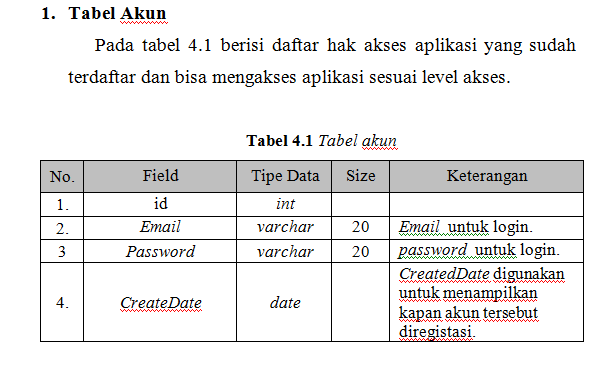 1. Tabel Akun
Pada tabel 4.1 berisi daftar hak akses aplikasi yang sudah
terdaftar dan bisa mengakses aplikasi sesuai level akses.
Tabel 4.1 Tabel akun
No. Field Tipe Data Size Keterangan
1. id int
2. Email varchar 20 Email untuk login.
3 Password varchar 20 password untuk login.
4. CreateDate date CreatedDate digunakan
untuk menampilkan
kapan akun tersebut
diregistasi.